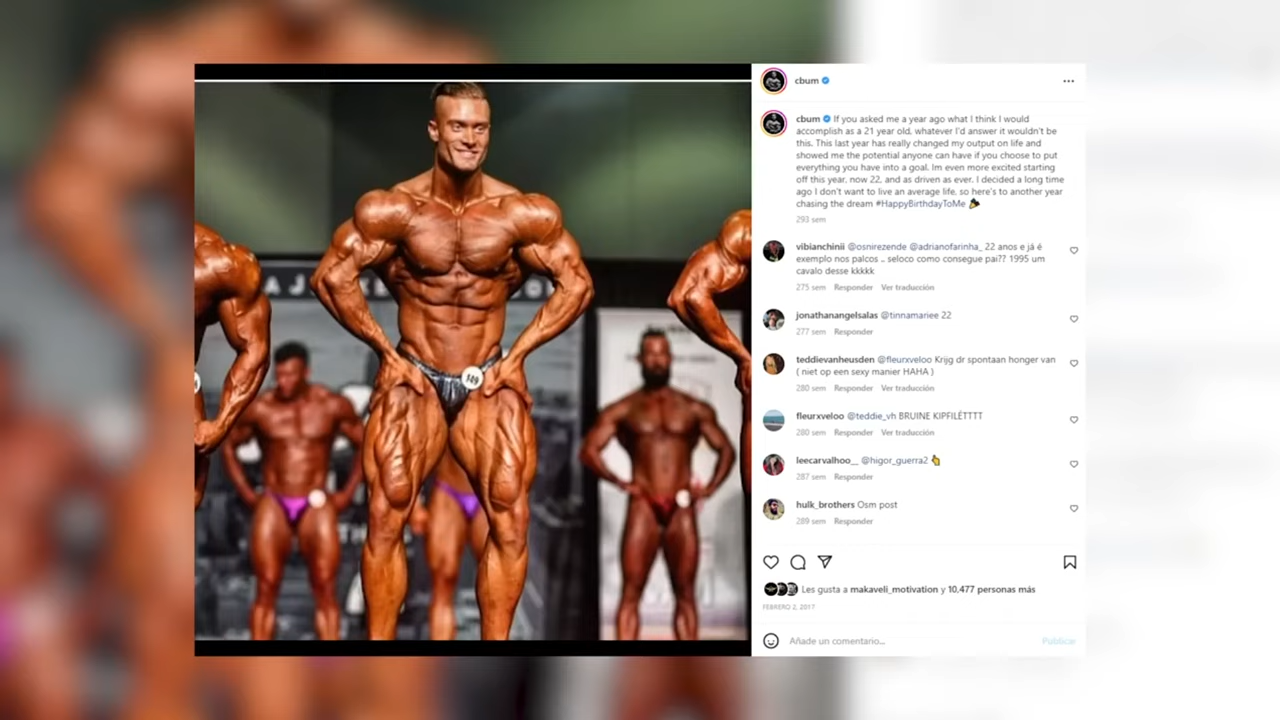 cbum
cbum If you asked me a year ago what I think I would
accomplish as a 21 year old, whatever I'd answer it wouldn't be
this. This last year has really changed my output on life and
showed me the potential anyone can have if you choose to put
everything you have into a goal. Im even more excited starting
off this year, now 22, and as driven as ever. I decided a long time
ago I don't want to live an average life, so here's to another year
chasing the dream #HappyBirthdayToMe 🎉
293 sem
vibianchinii @osnirezende @adrianofarinha_ 22 anos e já é
exemplo nos palcos .. seloco como consegue pai?? 1995 um
cavalo desse kkkkk
275 sem Responder Ver traducción
jonathanangelsalas @tinnamariee 22
277 sem Responder
teddievanheusden @fleurxveloo Krijg dr spontaan honger van
( niet op een sexy manier HAHA )
280 sem Responder Ver traducción
fleurxveloo @teddie_vh BRUINE KIPFILÉTTTT
280 sem Responder Ver traducción
leecarvalhoo__ @higor_guerra2 👆
287 sem Responder
hulk_brothers Osm post
289 sem Responder
Les gusta a makaveli_motivation y 10,477 personas más
FEBRERO 2, 2017
Añade un comentario...
Publicar
509